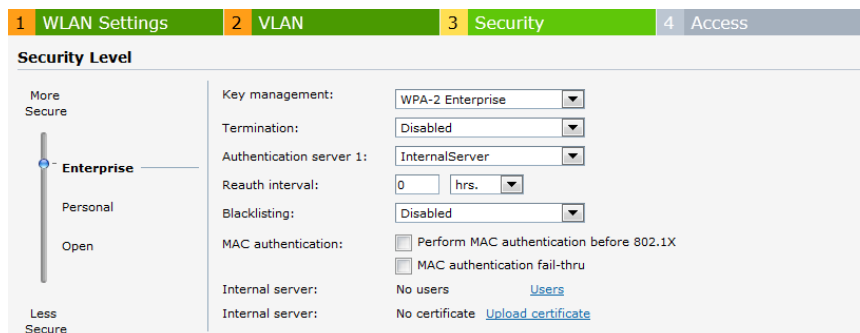 1 WLAN Settings 2 VLAN 3 Security 4 Access
Security Level
More
Secure
Enterprise
Personal
Open
Less
Secure
Key management: WPA-2 Enterprise
Termination: Disabled
Authentication server 1: InternalServer
Reauth interval: 0 hrs.
Blacklisting: Disabled
MAC authentication: Perform MAC authentication before 802.1X
MAC authentication fail-thru
Internal server: No users Users
Internal server: No certificate Upload certificate